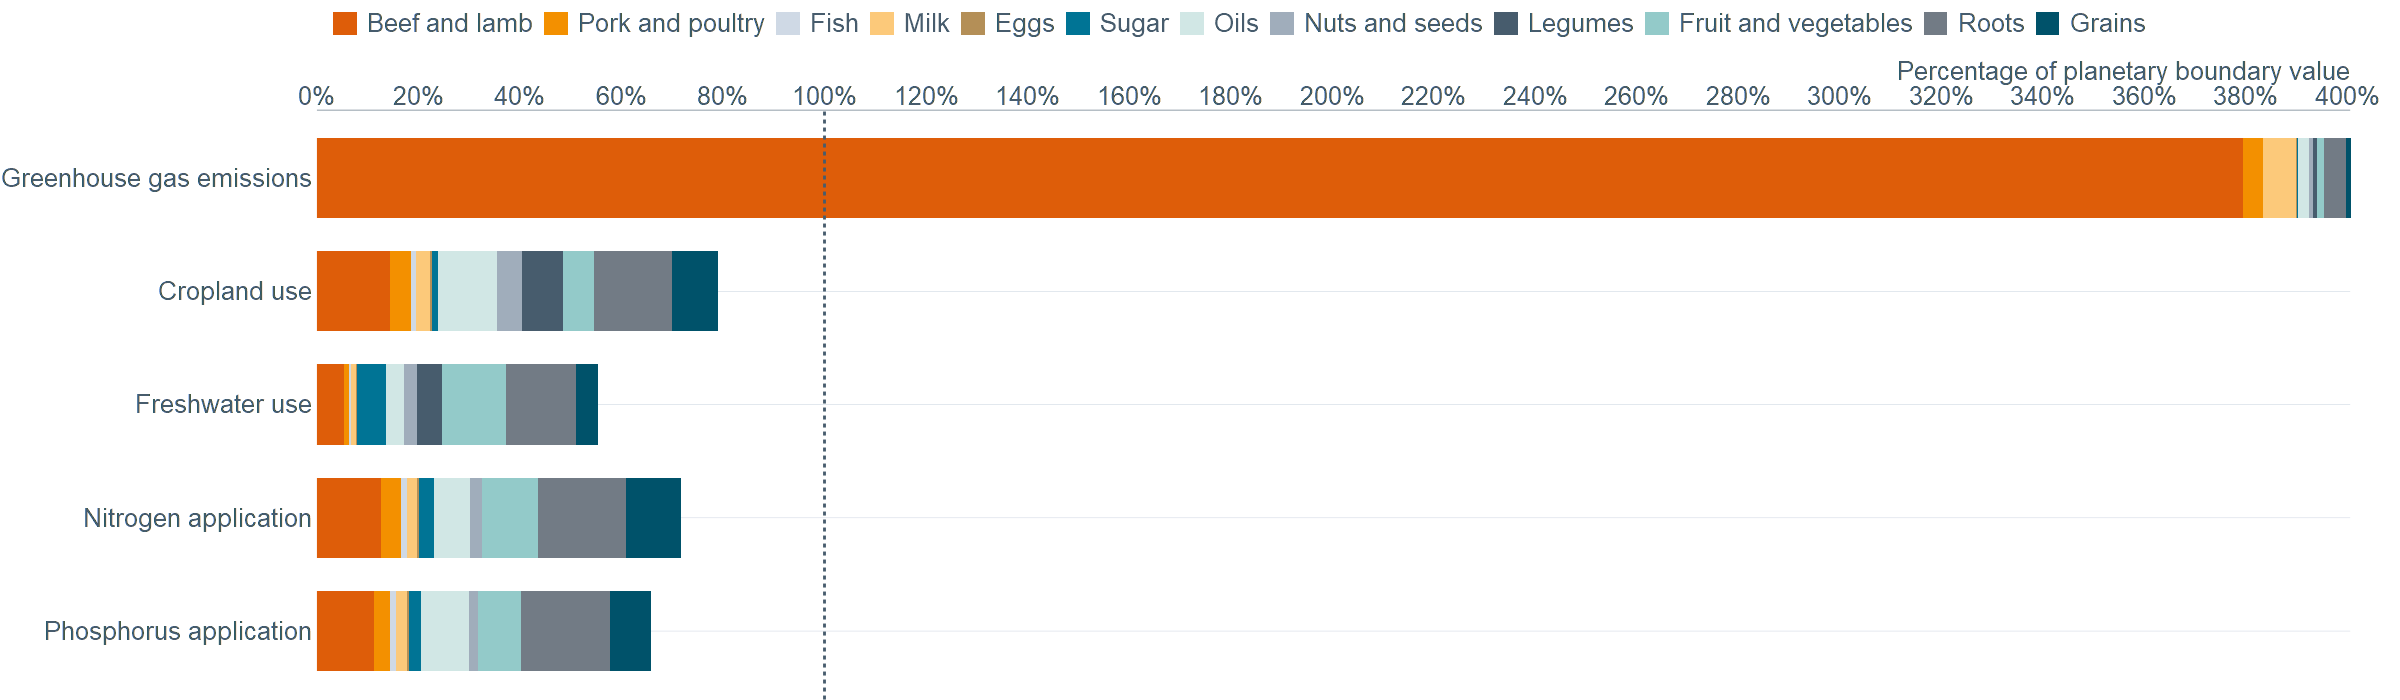 Beef and lamb Pork and poultry Fish Milk Eggs Sugar Oils Nuts and seeds Legumes Fruit and vegetables Roots Grains
Percentage of planetary boundary value
0% 20% 40% 60% 80% 100% 120% 140% 160% 180% 200% 220% 240% 260% 280% 300% 320% 340% 360% 380% 400%
Greenhouse gas emissions
Cropland use
Freshwater use
Nitrogen application
Phosphorus application